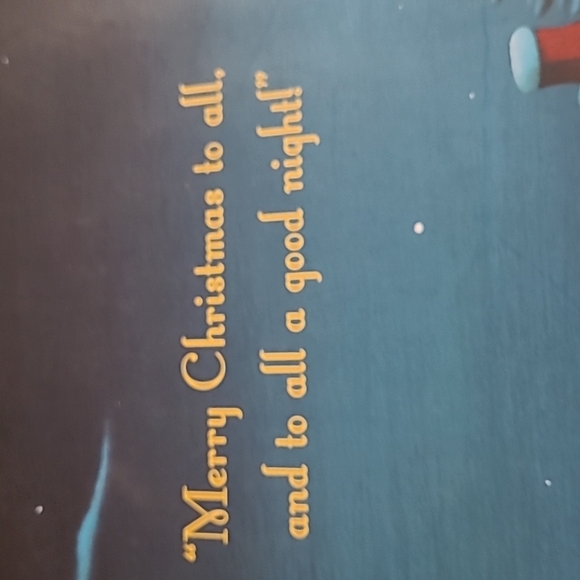 “Merry Christmas to all,
and to all a good night!”